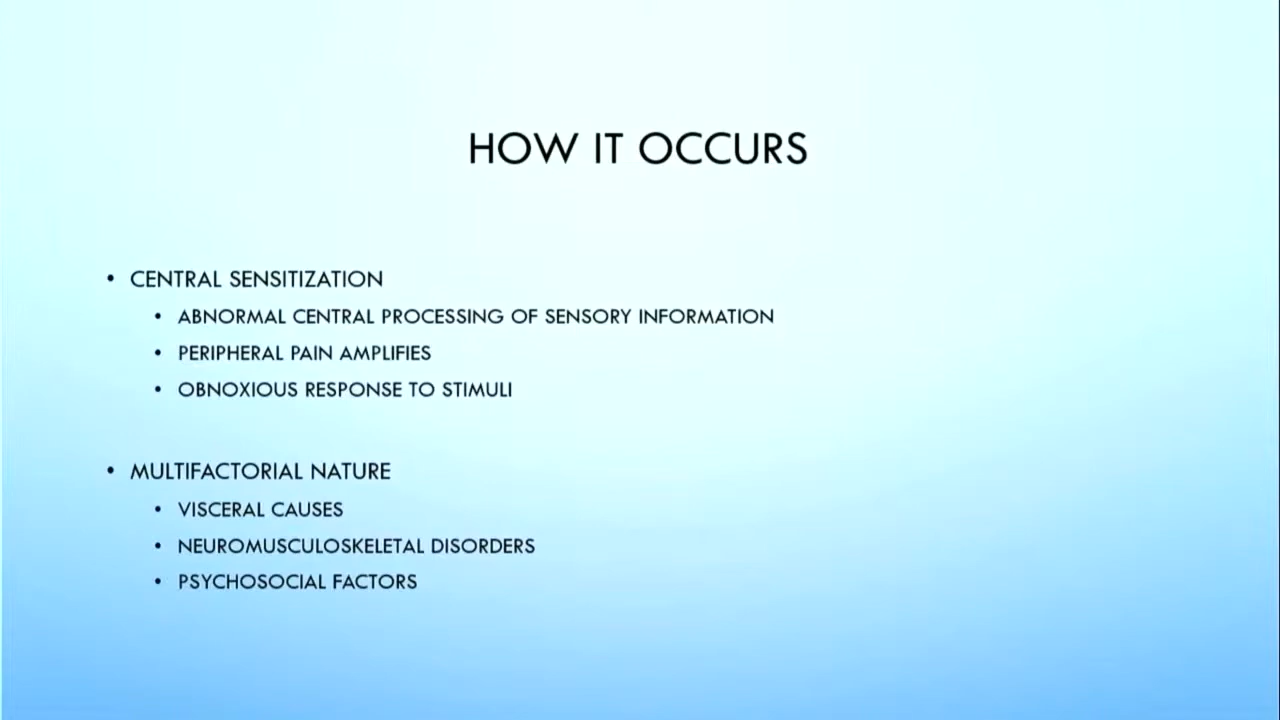 HOW IT OCCURS
• CENTRAL SENSITIZATION
• ABNORMAL CENTRAL PROCESSING OF SENSORY INFORMATION
• PERIPHERAL PAIN AMPLIFIES
• OBNOXIOUS RESPONSE TO STIMULI
• MULTIFACTORIAL NATURE
• VISCERAL CAUSES
• NEUROMUSCULOSKELETAL DISORDERS
• PSYCHOSOCIAL FACTORS